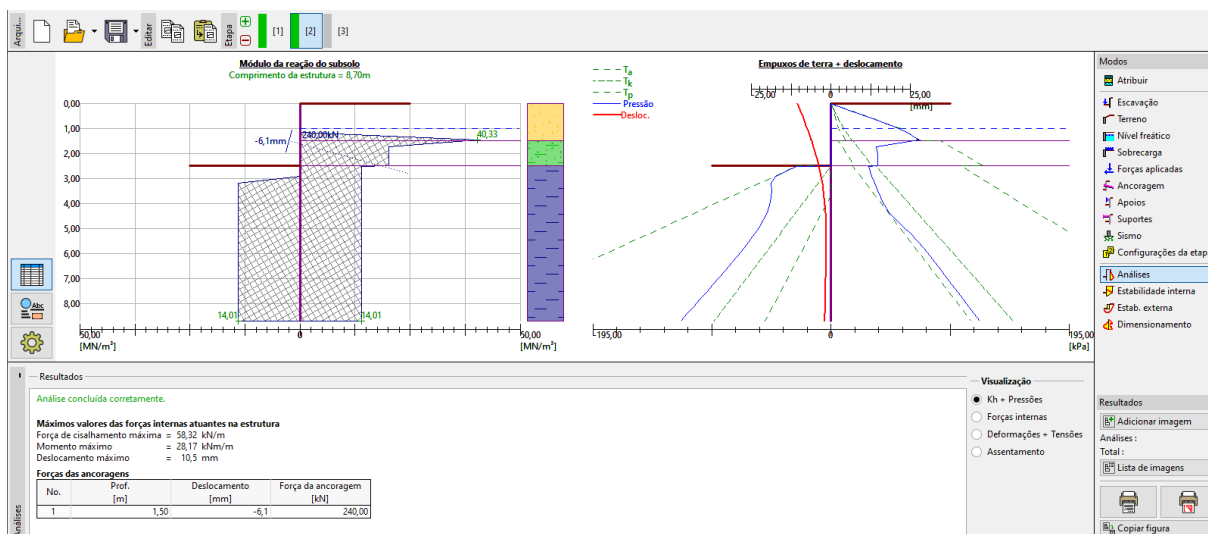 Arqui...
Editar
Etapa
[1]
[2]
[3]
Módulo da reação do subsolo
Comprimento da estrutura = 8,70m
0,00
1,00
2,00
3,00
4,00
5,00
6,00
7,00
8,00
-6,1mm
240,00kN
40,33
14,01
14,01
50,00
0
50,00
[MN/m³]
[MN/m³]
Empuxos de terra + deslocamento
Ta
Tk
Tp
Pressão
Desloc.
-25,00
0
25,00
[mm]
-195,00
0
195,00
[kPa]
Modos
Atribuir
Escavação
Terreno
Nível freático
Sobrecarga
Forças aplicadas
Ancoragem
Apoios
Suportes
Sismo
Configurações da etap
Análises
Estabilidade interna
Estab. externa
Dimensionamento
Abc
Análises
Resultados
Análise concluída corretamente.
Máximos valores das forças internas atuantes na estrutura
Força de cisalhamento máxima = 58,32 kN/m
Momento máximo = 28,17 kNm/m
Deslocamento máximo = 10,5 mm
Forças das ancoragens
No. Prof. Deslocamento Força da ancoragem
[m] [mm] [kN]
1 1,50 -6,1 240,00
Visualização
Kh + Pressões
Forças internas
Deformações + Tensões
Assentamento
Resultados
Adicionar imagem
Análises :
Total :
Lista de imagens
Copiar figura